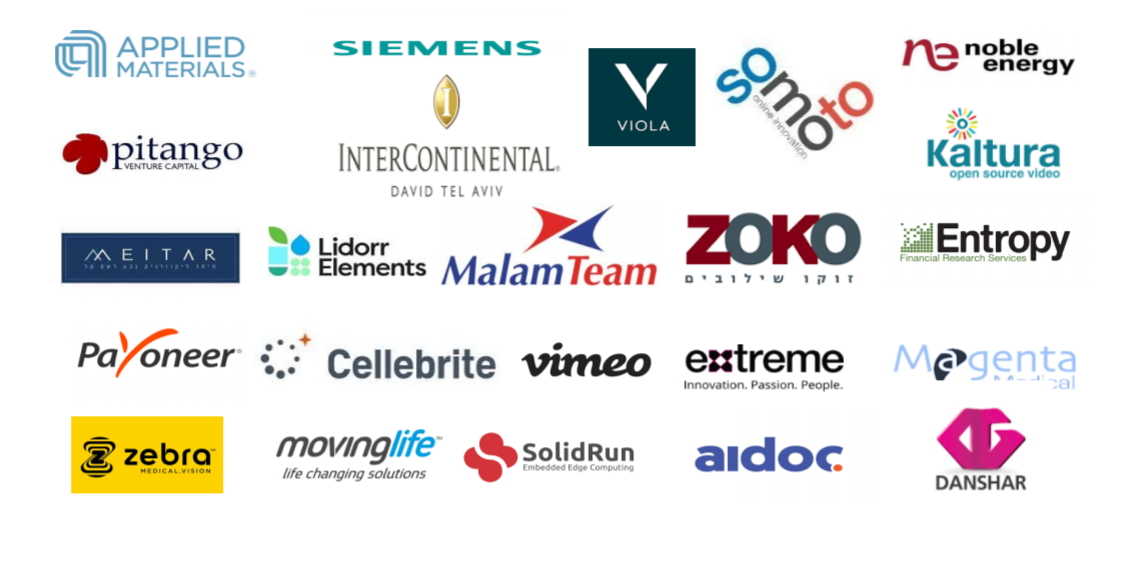 APPLIED
MATERIALS®
SIEMENS
INTERCONTINENTAL®
DAVID TEL AVIV
VIOLA
somoto
online innovation
noble
energy
pitango
VENTURE CAPITAL
Kaltura
open source video
MEITAR
Lidorr
Elements
MalamTeam
ZOKO
זוקו שילובים
Entropy
Financial Research Services
Payoneer®
Cellebrite
vimeo
extreme
Innovation. Passion. People.
Magenta
Medical
zebra™
MEDICAL.VISION
movinglife™
life changing solutions
SolidRun
Embedded Edge Computing
aidoc.
DANSHAR